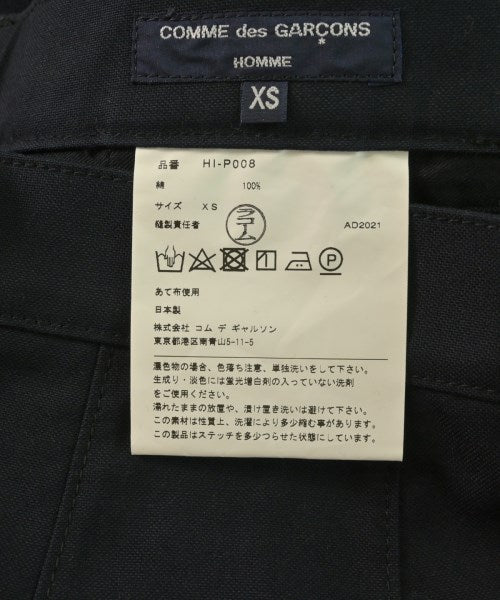 COMME des GARÇONS
HOMME
XS
品番 HI-P008
綿 100%
サイズ XS
縫製責任者 AD2021
P
あて布使用
日本製
株式会社 コム デ ギャルソン
東京都港区南青山5-11-5
濃色物の場合、色落ち注意、単独洗いをして下さい。
生成り・淡色には蛍光増白剤の入っていない洗剤
をご使用ください。
濡れたままの放置や、漬け置き洗いは避けて下さい。
この素材は性質上、洗濯により多少縮む事があります。
この製品はステッチを多少つらせた状態にしています。